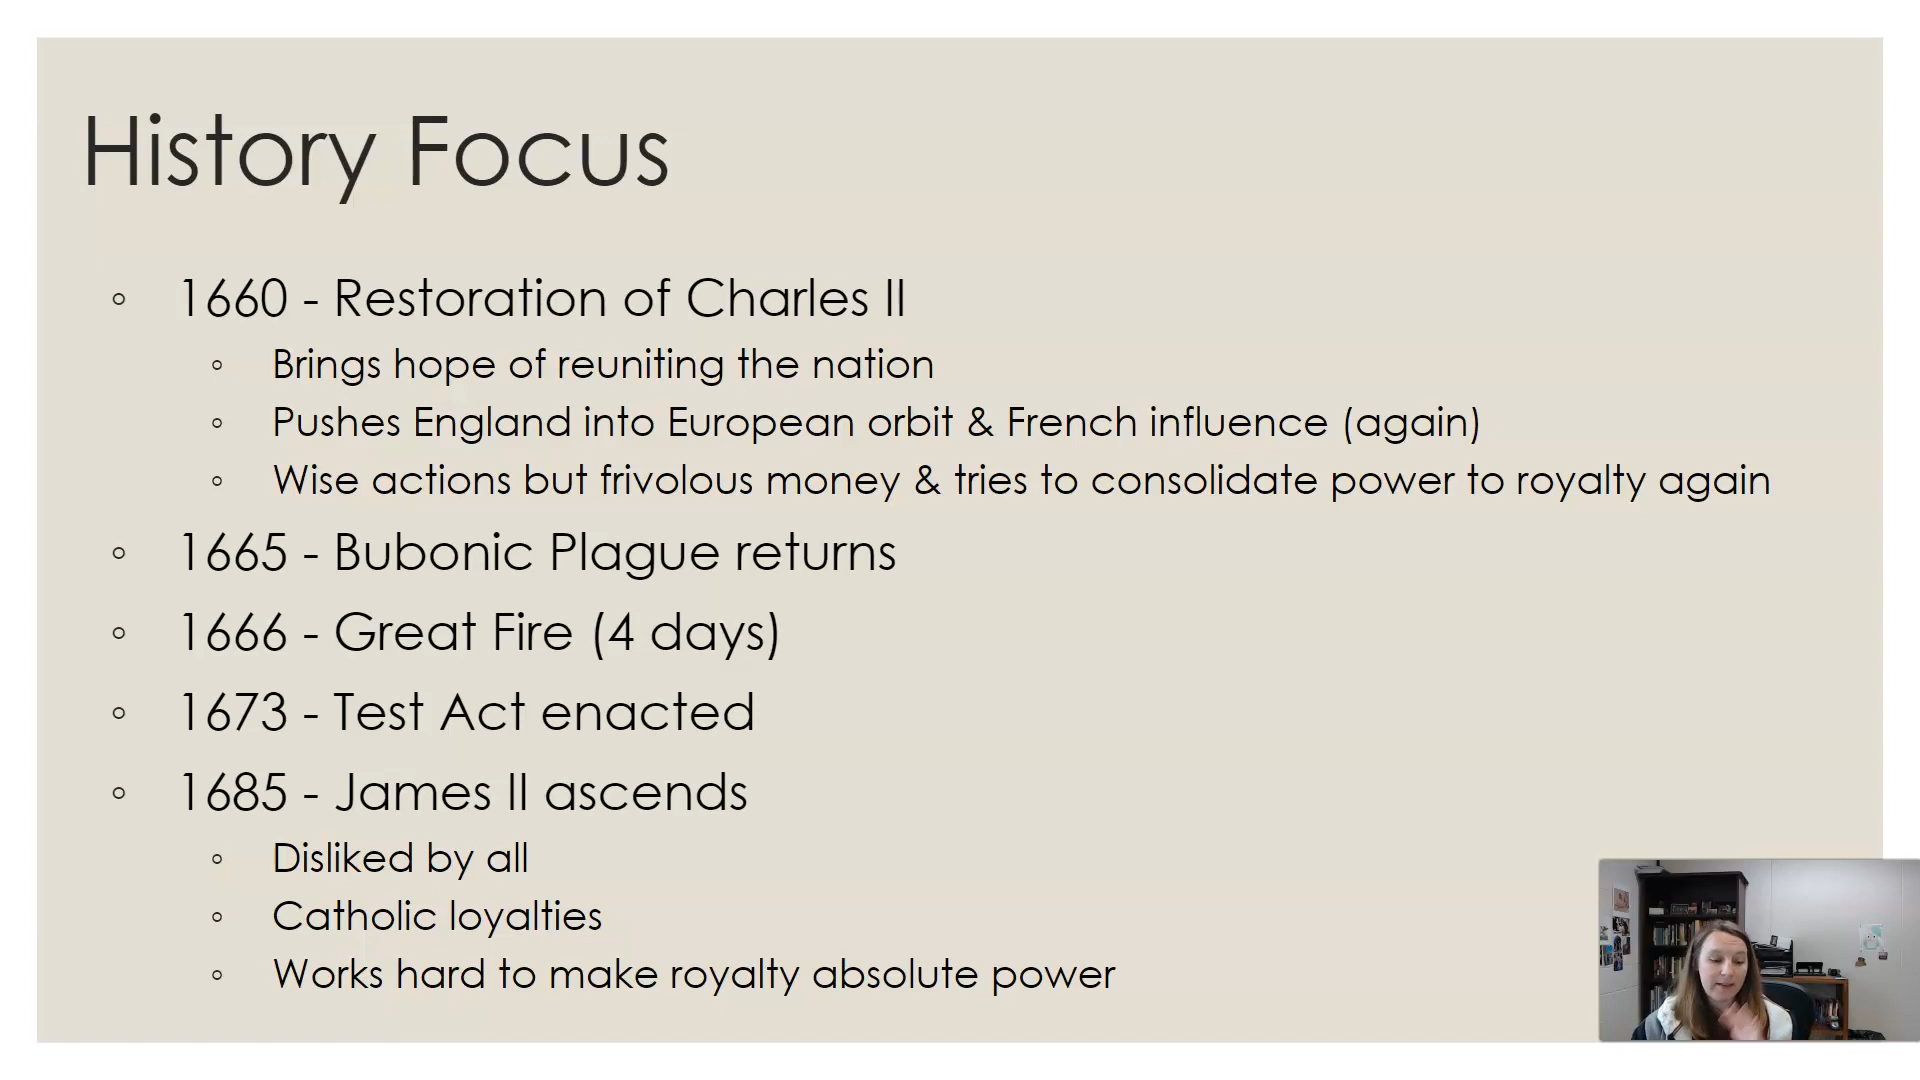 History Focus
1660 - Restoration of Charles II
Brings hope of reuniting the nation
Pushes England into European orbit & French influence (again)
Wise actions but frivolous money & tries to consolidate power to royalty again
1665 - Bubonic Plague returns
1666 - Great Fire (4 days)
1673 - Test Act enacted
1685 - James II ascends
Disliked by all
Catholic loyalties
Works hard to make royalty absolute power